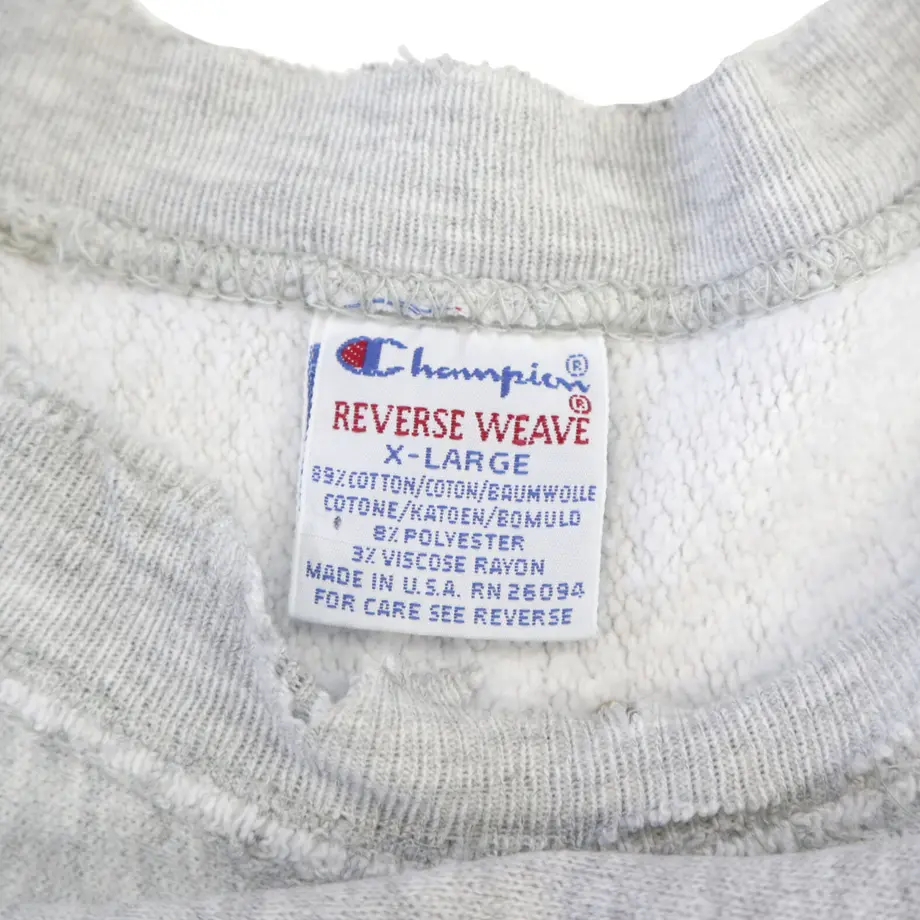 Champion®
REVERSE WEAVE®
X-LARGE
89% COTTON/COTON/BAUMWOLLE
COTONE/KATOEN/BOMULD
8% POLYESTER
3% VISCOSE RAYON
MADE IN U.S.A. RN 26094
FOR CARE SEE REVERSE